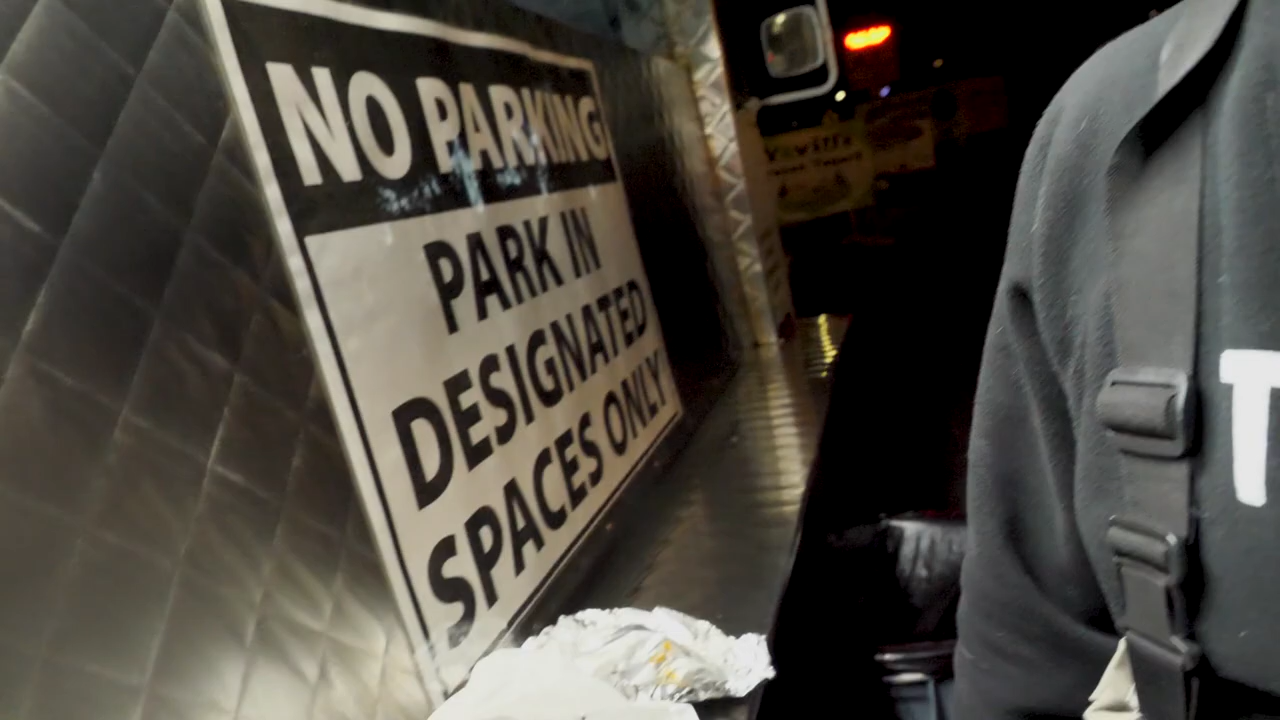 NO PARKING
PARK IN
DESIGNATED
SPACES ONLY
T